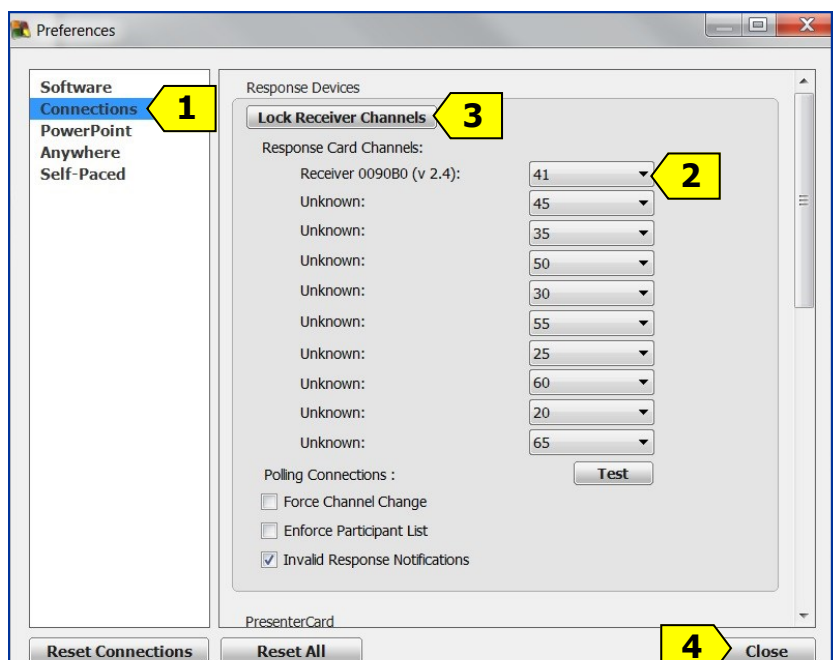 Preferences
Software
Connections
PowerPoint
Anywhere
Self-Paced
1
Response Devices
Lock Receiver Channels
3
Response Card Channels:
Receiver 0090B0 (v 2.4): 41
2
Unknown: 45
Unknown: 35
Unknown: 50
Unknown: 30
Unknown: 55
Unknown: 25
Unknown: 60
Unknown: 20
Unknown: 65
Polling Connections : Test
Force Channel Change
Enforce Participant List
Invalid Response Notifications
PresenterCard
Reset Connections Reset All 4 Close